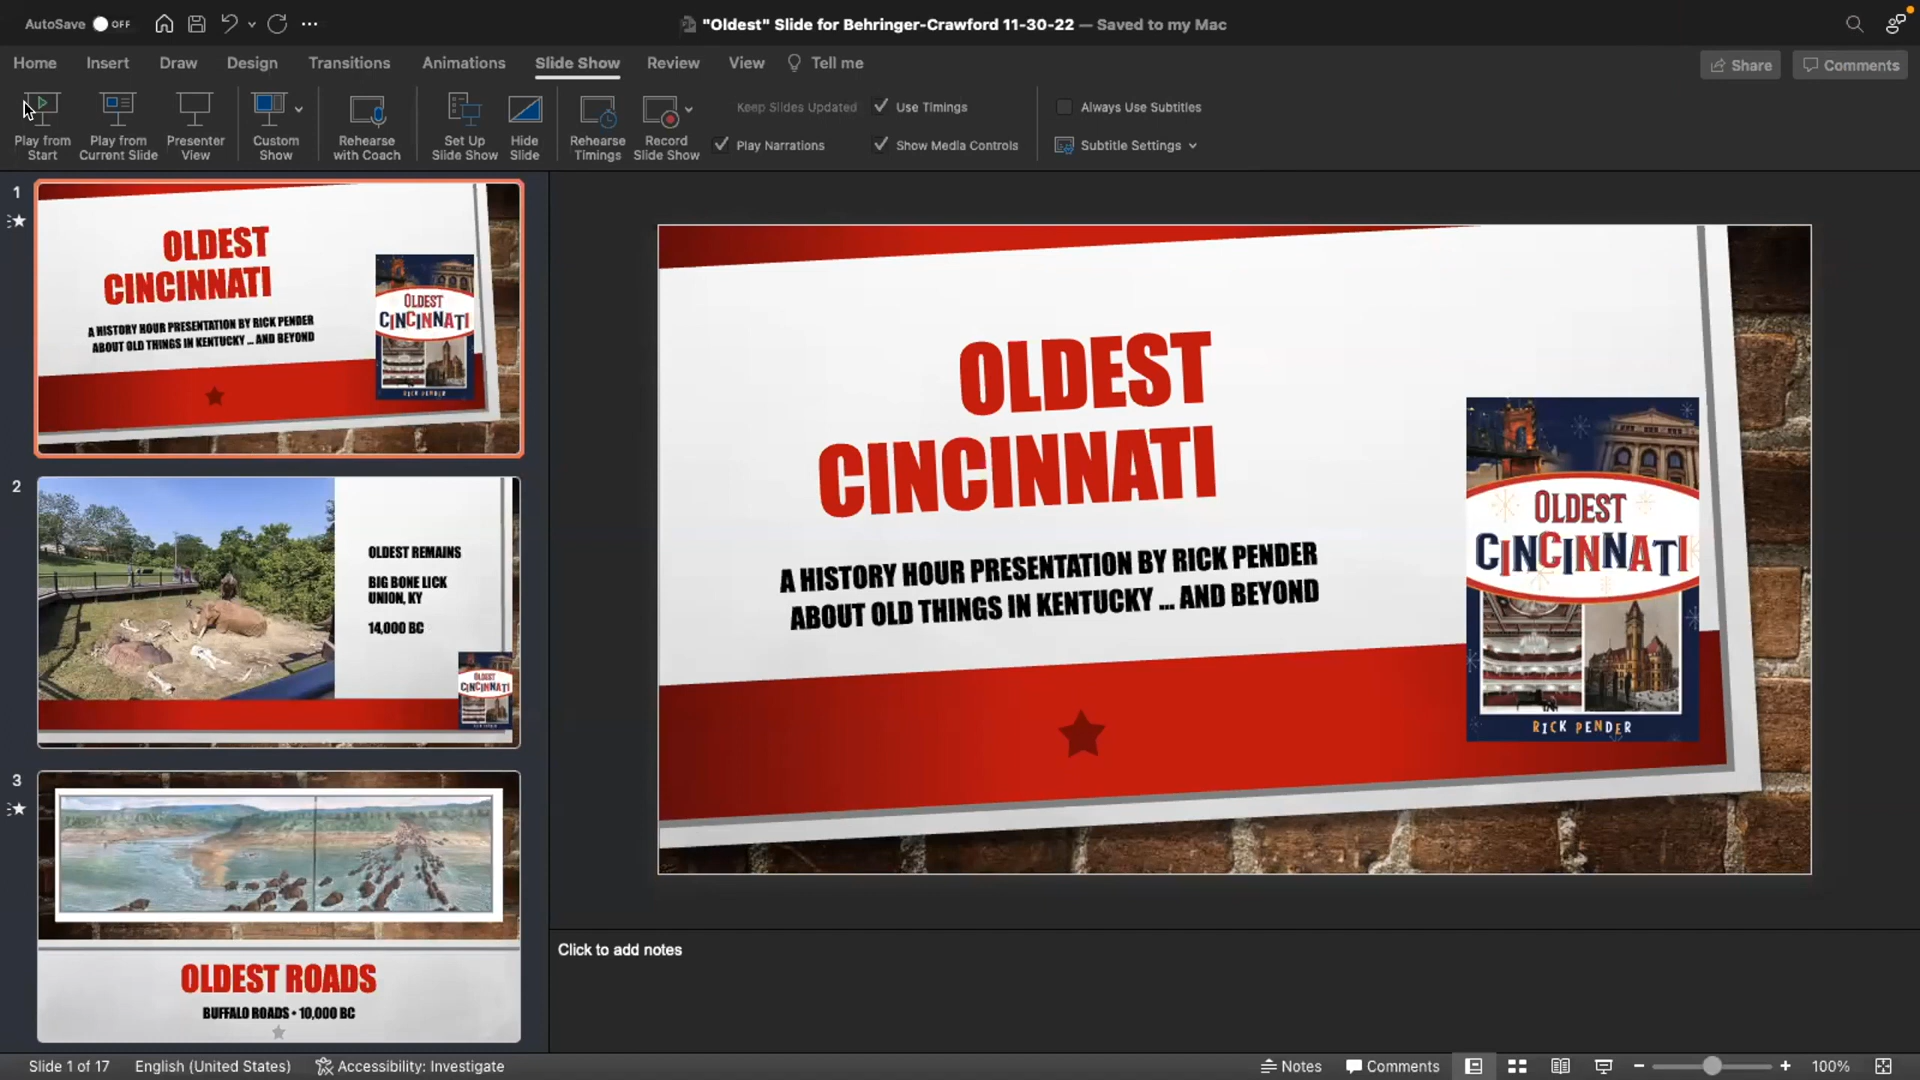 AutoSave OFF
"Oldest" Slide for Behringer-Crawford 11-30-22 — Saved to my Mac
Home Insert Draw Design Transitions Animations Slide Show Review View Tell me
Share Comments
Play from Start
Play from Current Slide
Presenter View
Custom Show
Rehearse with Coach
Set Up Slide Show
Hide Slide
Rehearse Timings
Record Slide Show
Keep Slides Updated
Use Timings
Play Narrations
Show Media Controls
Always Use Subtitles
Subtitle Settings
1
OLDEST
CINCINNATI
A HISTORY HOUR PRESENTATION BY RICK PENDER
ABOUT OLD THINGS IN KENTUCKY ... AND BEYOND
OLDEST
CINCINNATI
RICK PENDER
2
OLDEST REMAINS
BIG BONE LICK
UNION, KY
14,000 BC
OLDEST
CINCINNATI
3
OLDEST ROADS
BUFFALO ROADS • 10,000 BC
OLDEST
CINCINNATI
A HISTORY HOUR PRESENTATION BY RICK PENDER
ABOUT OLD THINGS IN KENTUCKY ... AND BEYOND
OLDEST
CINCINNATI
RICK PENDER
Click to add notes
Slide 1 of 17 English (United States) Accessibility: Investigate
Notes Comments 100%